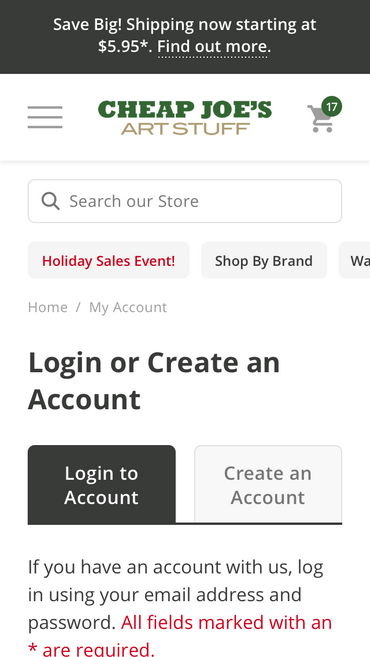 Save Big! Shipping now starting at
$5.95*. Find out more.
CHEAP JOE'S
ART STUFF
17
Search our Store
Holiday Sales Event!
Shop By Brand
Wa
Home / My Account
Login or Create an
Account
Login to
Account
Create an
Account
If you have an account with us, log
in using your email address and
password. All fields marked with an
* are required.